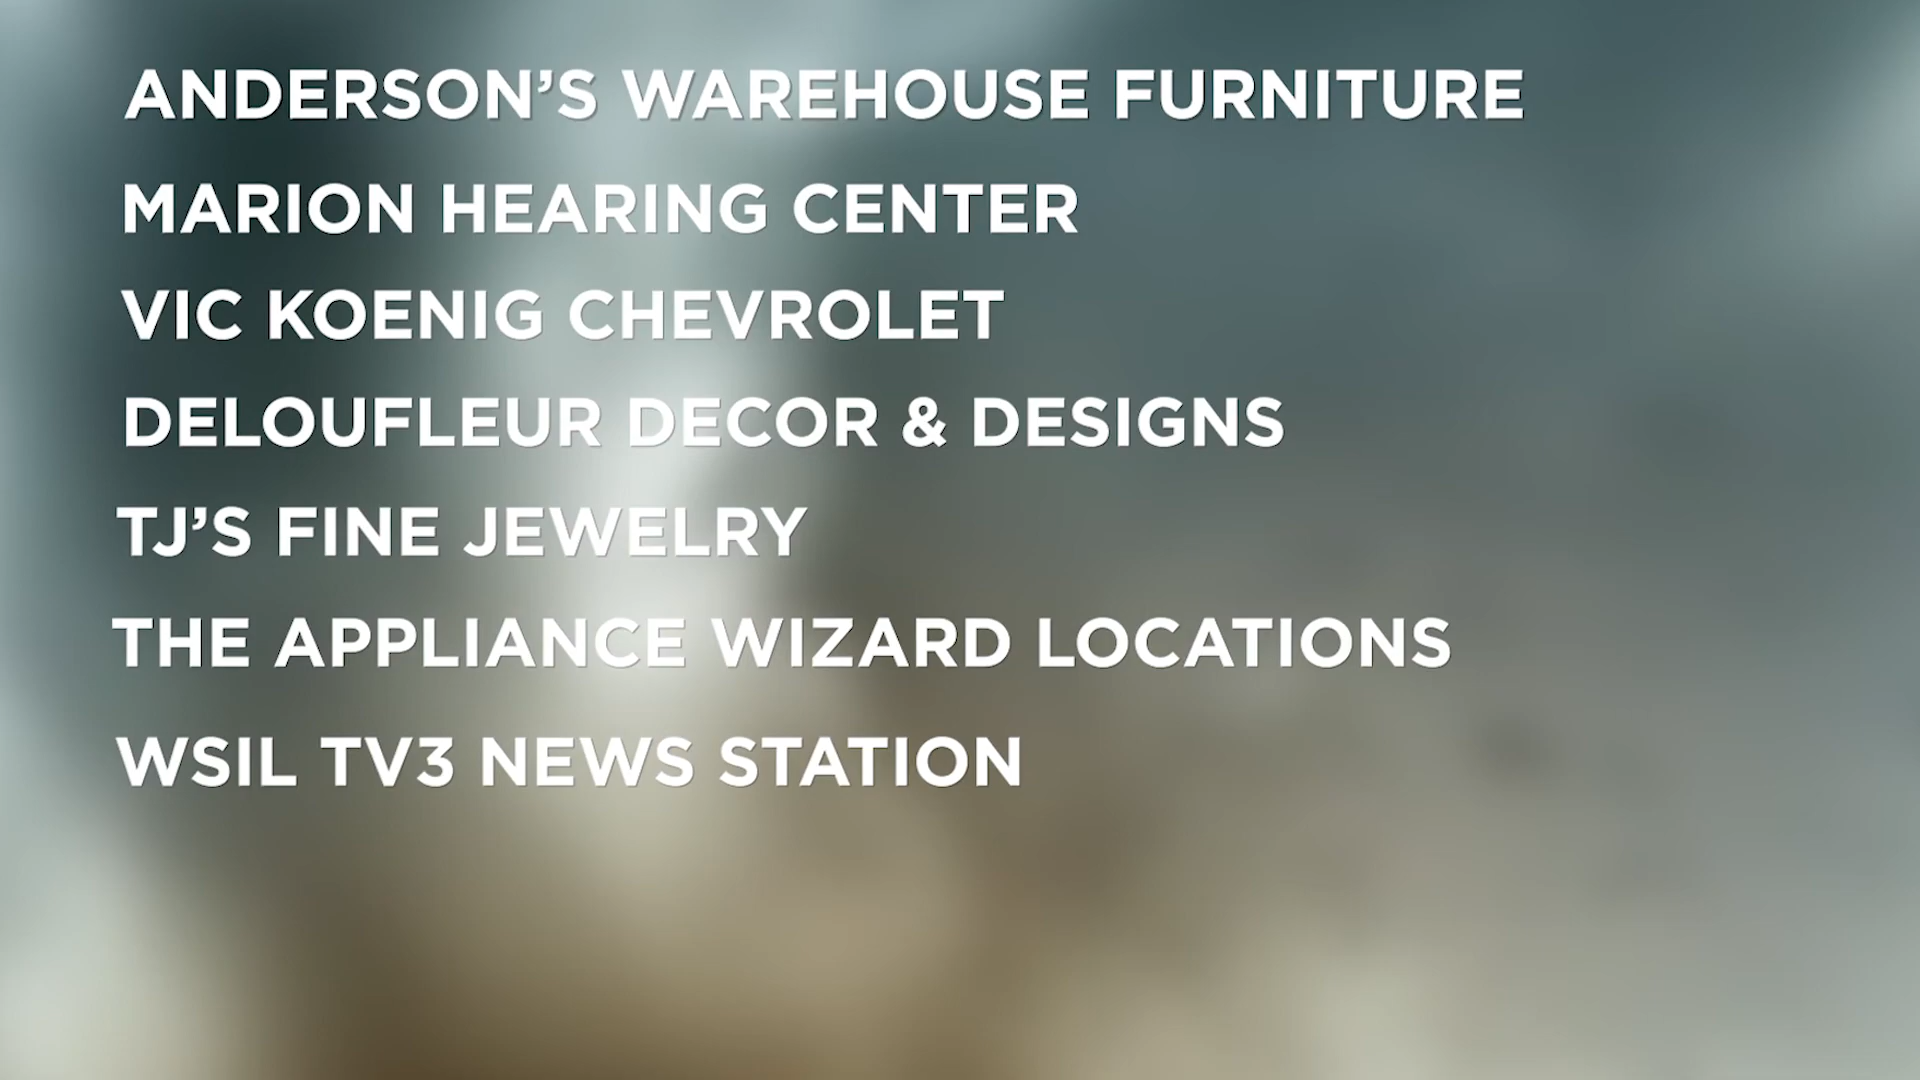 ANDERSON’S WAREHOUSE FURNITURE
MARION HEARING CENTER
VIC KOENIG CHEVROLET
DELOUFLEUR DECOR & DESIGNS
TJ’S FINE JEWELRY
THE APPLIANCE WIZARD LOCATIONS
WSIL TV3 NEWS STATION